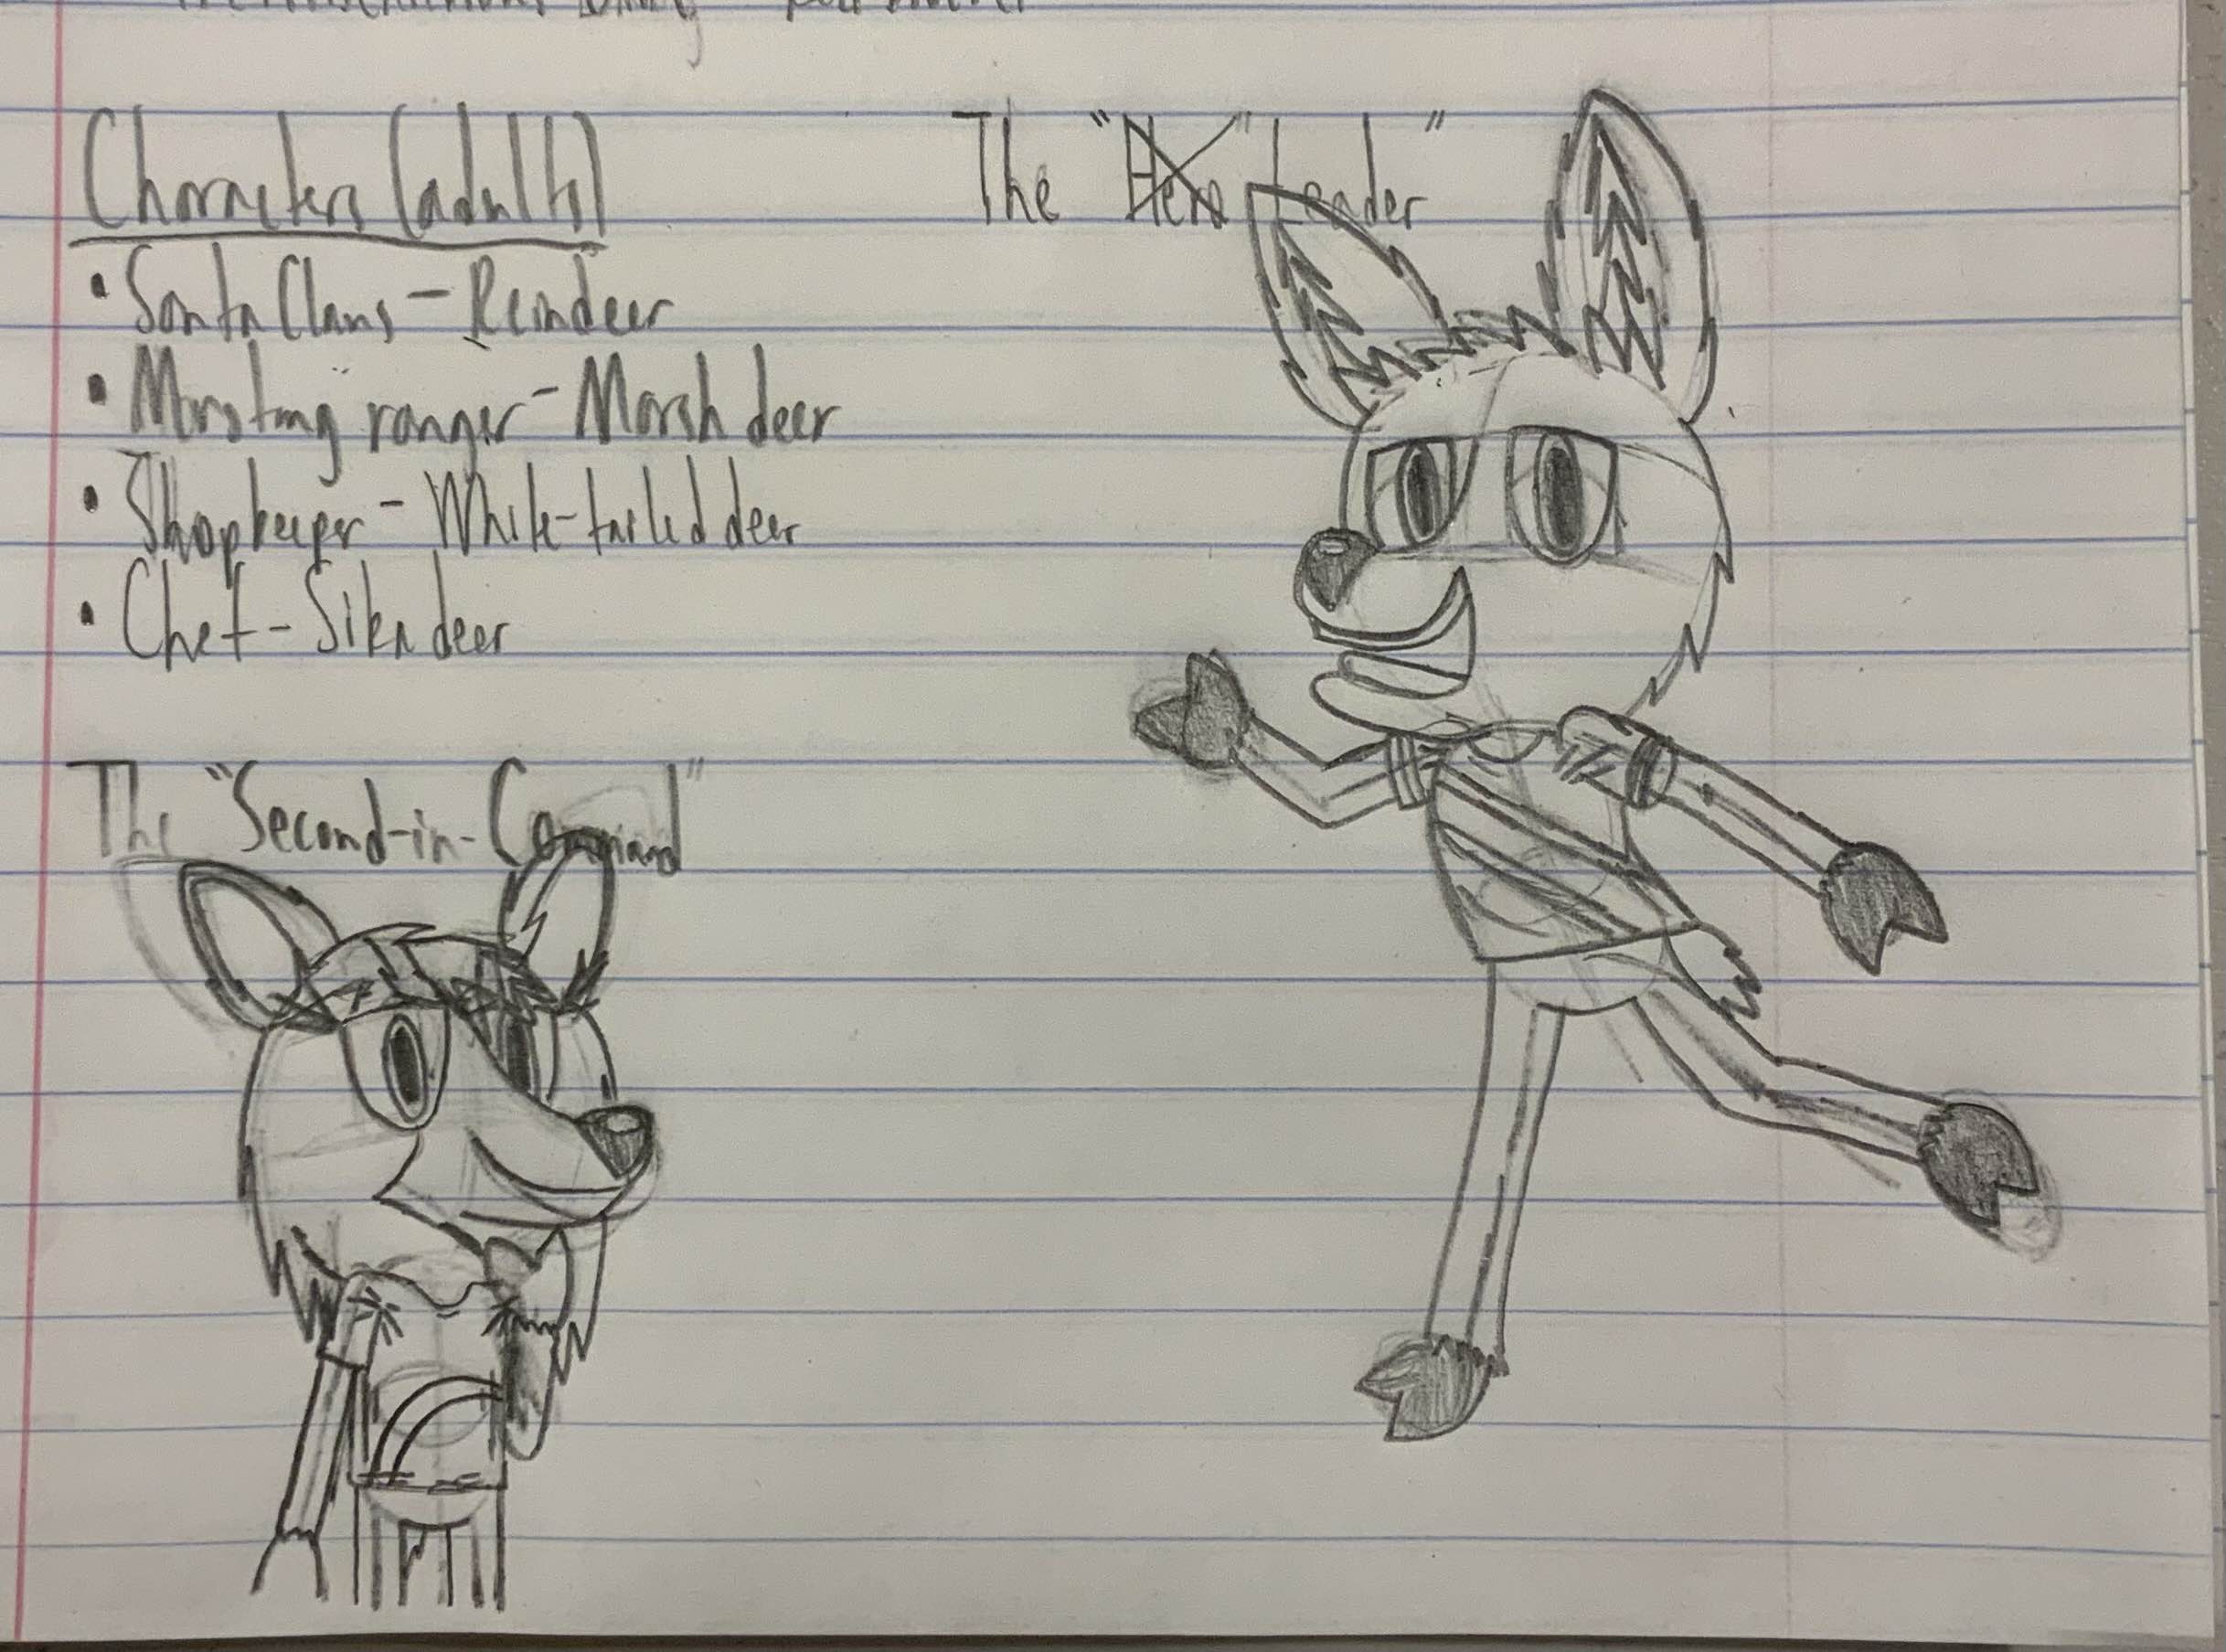 Characters (adults)
• Santa Claus - Reindeer
• Mustang ranger - Marsh deer
• Shopkeeper - White-tailed deer
• Chef - Sika deer
The "Hero" Leader"
The "Second-in-Command"